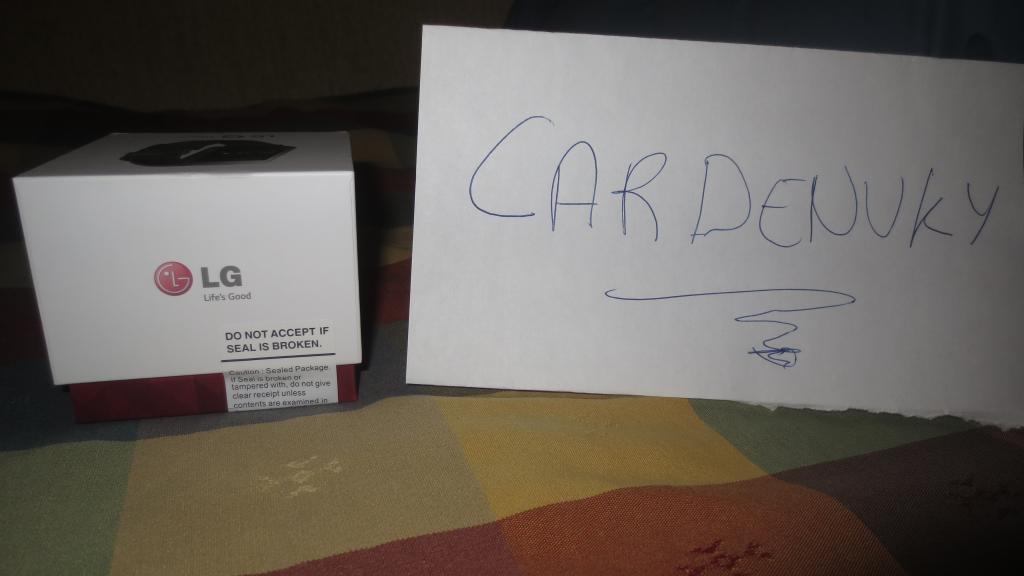 LG
Life's Good
DO NOT ACCEPT IF
SEAL IS BROKEN.
Caution : Sealed Package.
If Seal is broken or
tampered with, do not give
clear receipt unless
contents are examined in
CARDENUKY